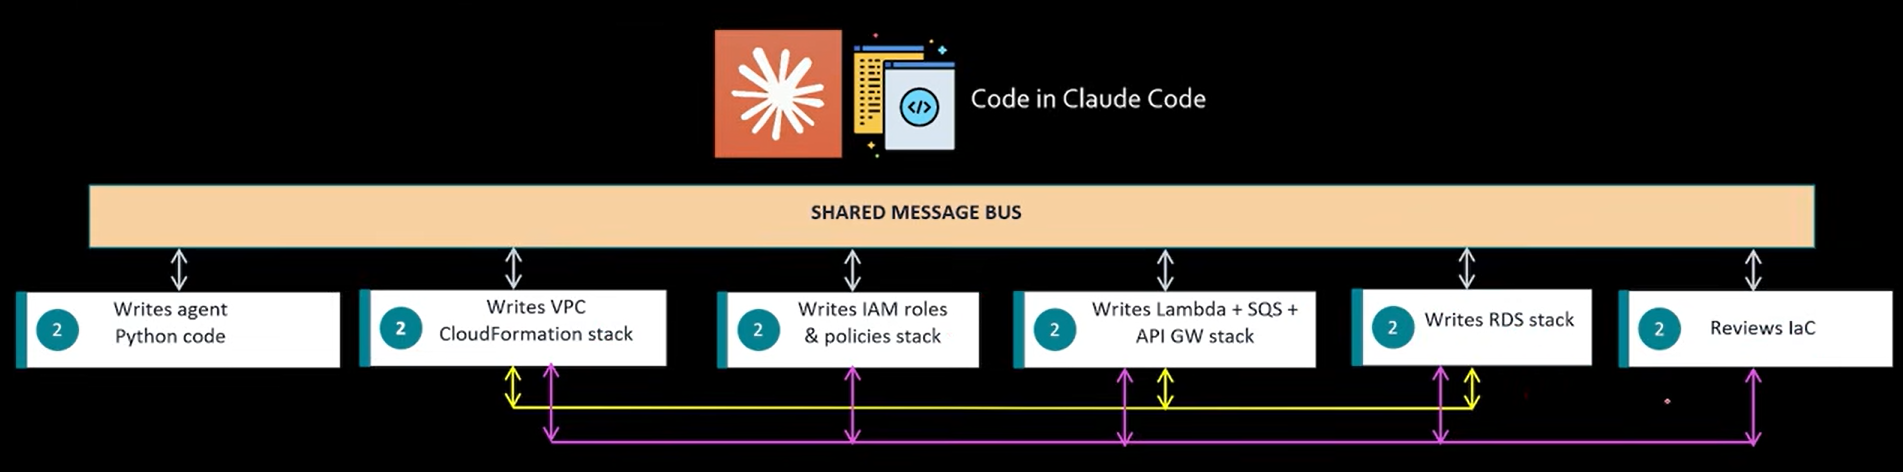 Code in Claude Code
SHARED MESSAGE BUS
2
Writes agent
Python code
2
Writes VPC
CloudFormation stack
2
Writes IAM roles
& policies stack
2
Writes Lambda + SQS +
API GW stack
2
Writes RDS stack
2
Reviews IaC